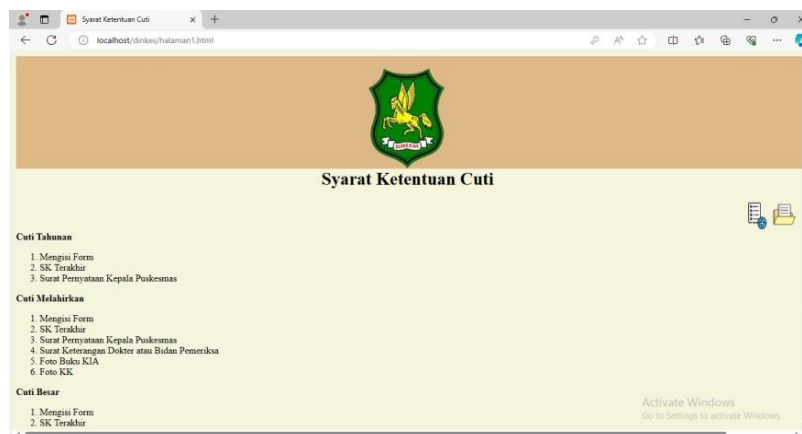 Syarat Ketentuan Cuti
localhost/dinkes/halaman1.html
Syarat Ketentuan Cuti
Cuti Tahunan
1. Mengisi Form
2. SK Terakhir
3. Surat Pernyataan Kepala Puskesmas
Cuti Melahirkan
1. Mengisi Form
2. SK Terakhir
3. Surat Pernyataan Kepala Puskesmas
4. Surat Keterangan Dokter atau Bidan Pemeriksa
5. Foto Buku KIA
6. Foto KK
Cuti Besar
1. Mengisi Form
2. SK Terakhir
Activate Windows
Go to Settings to activate Windows.